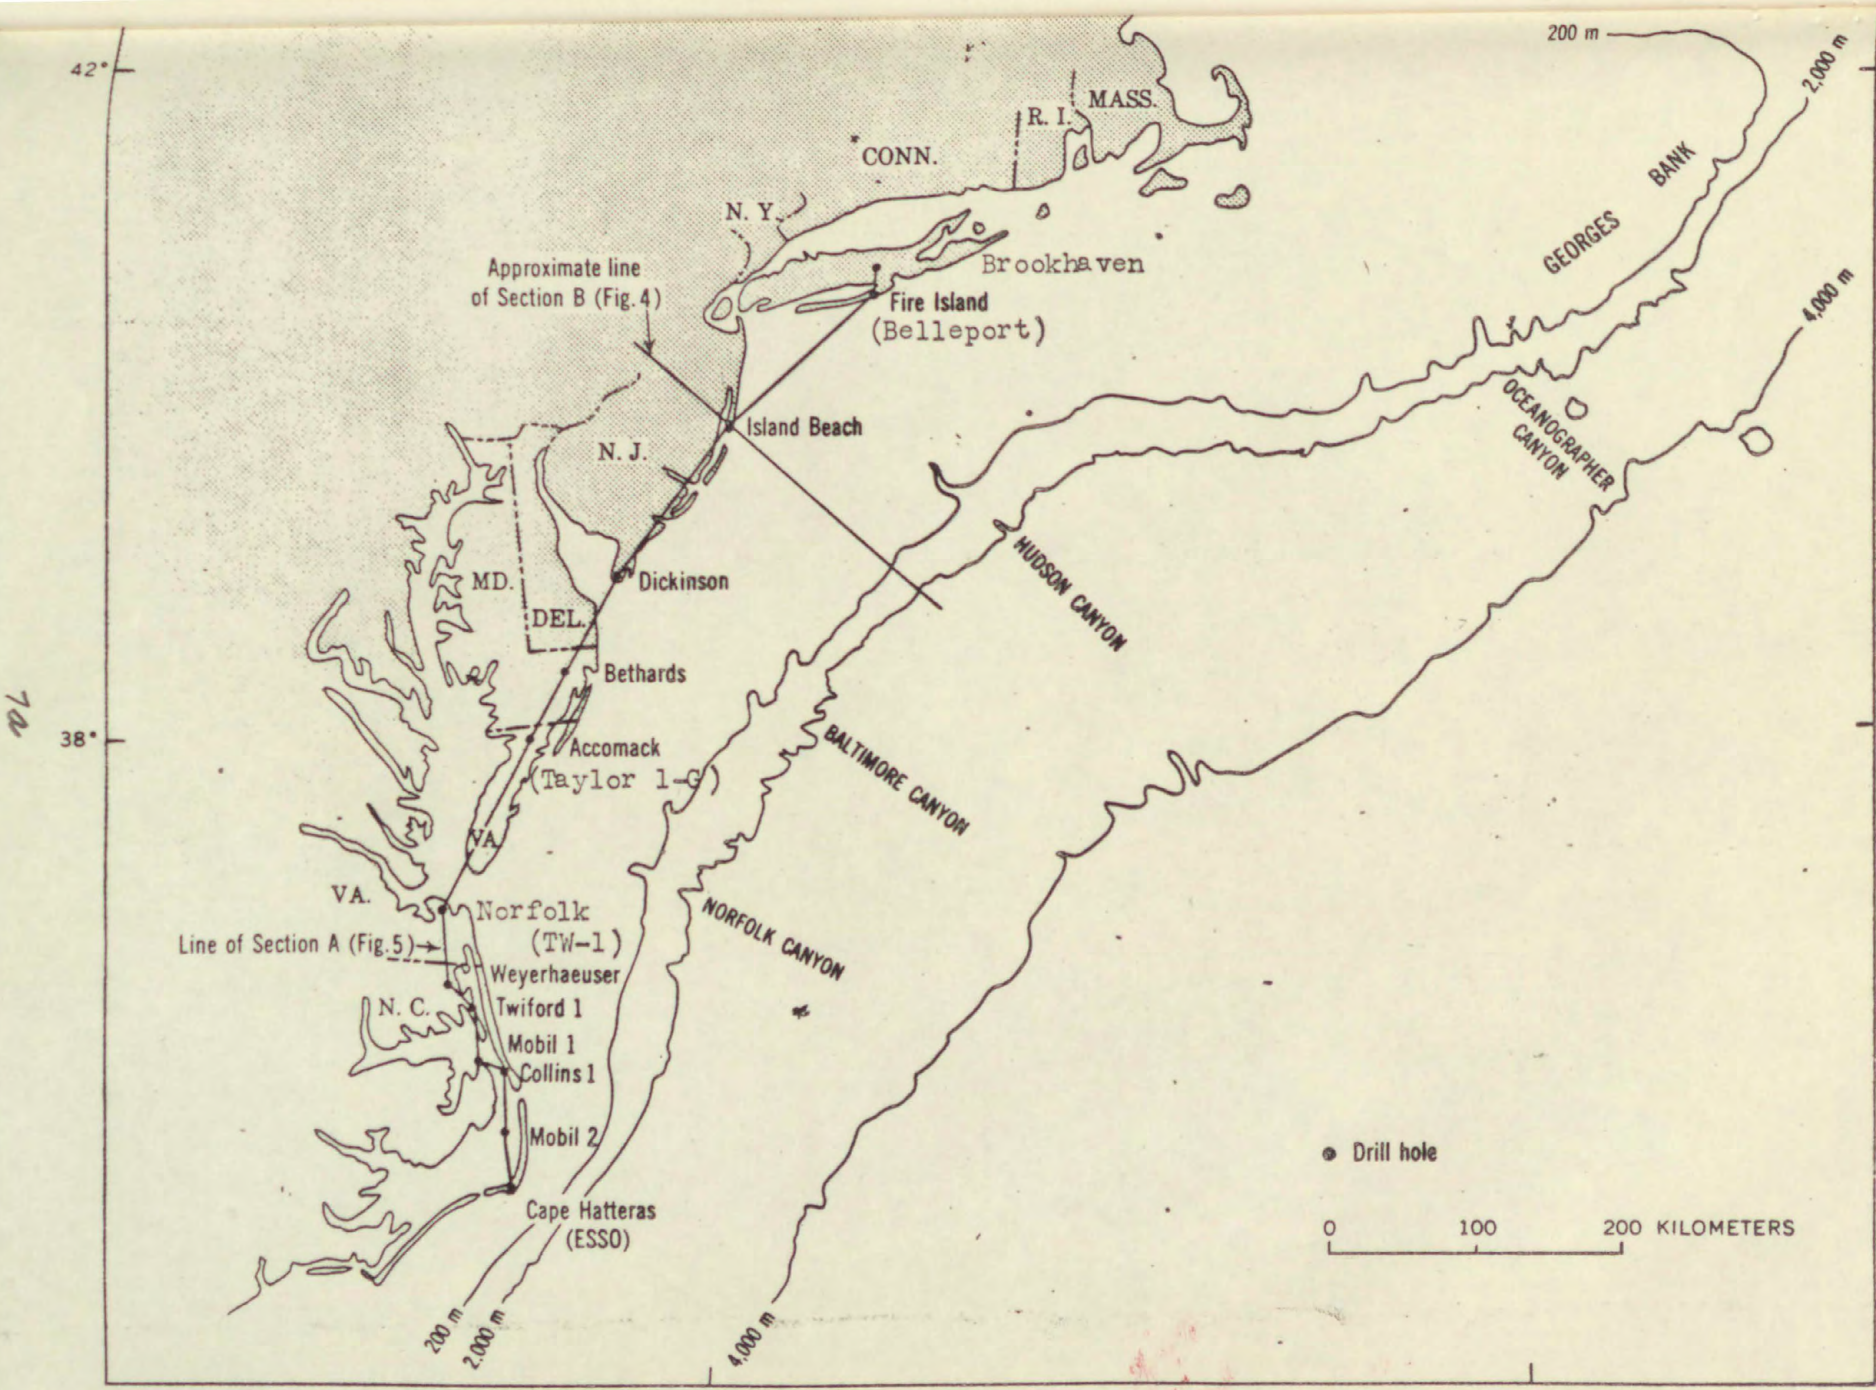 200 m
2,000 m
42°
MASS.
R. I.
CONN.
BANK
N. Y.
GEORGES
Approximate line
of Section B (Fig. 4)
Brookhaven
Fire Island
(Belleport)
4,000 m
OCEANOGRAPHER
CANYON
Island Beach
N. J.
HUDSON CANYON
MD.
Dickinson
DEL.
Bethards
7a
38°
Accomack
(Taylor 1-G)
BALTIMORE CANYON
VA
VA.
Norfolk
(TW-1)
NORFOLK CANYON
Line of Section A (Fig. 5)
Weyerhaeuser
N. C.
Twiford 1
Mobil 1
Collins 1
Mobil 2
Drill hole
Cape Hatteras
(ESSO)
0 100 200 KILOMETERS
200 m
2,000 m
4,000 m